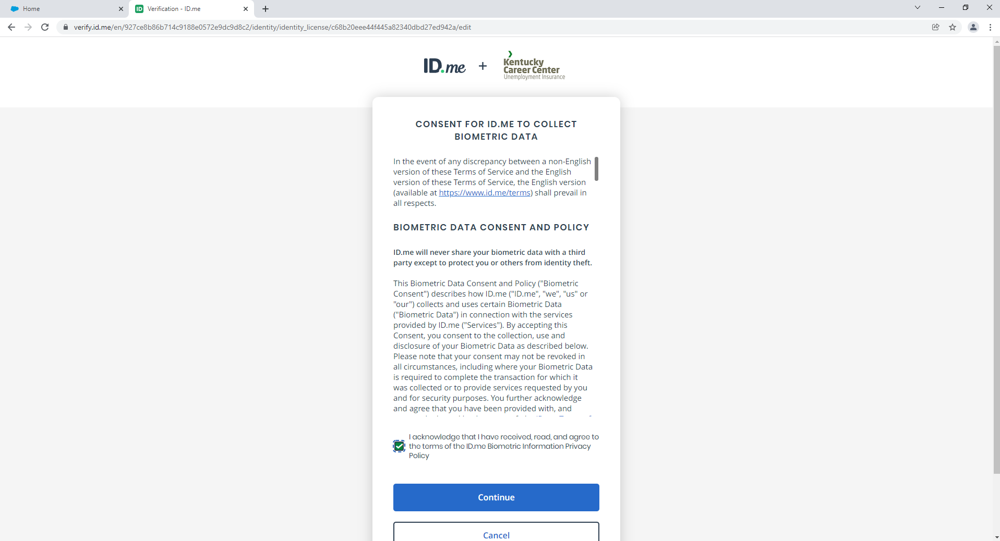 Home
ID
Verification - ID.me
verify.id.me/en/927ce8b86b714c9188e0572e9dc9d8c2/identity/identity_license/c68b20eee44f445a82340dbd27ed942a/edit
ID.me
+
Kentucky
Career Center
Unemployment Insurance
CONSENT FOR ID.ME TO COLLECT
BIOMETRIC DATA
In the event of any discrepancy between a non-English
version of these Terms of Service and the English
version of these Terms of Service, the English version
(available at https://www.id.me/terms) shall prevail in
all respects.
BIOMETRIC DATA CONSENT AND POLICY
ID.me will never share your biometric data with a third
party except to protect you or others from identity theft.
This Biometric Data Consent and Policy ("Biometric
Consent") describes how ID.me ("ID.me", "we", "us" or
"our") collects and uses certain Biometric Data
("Biometric Data") in connection with the services
provided by ID.me ("Services"). By accepting this
Consent, you consent to the collection, use and
disclosure of your Biometric Data as described below.
Please note that your consent may not be revoked in
all circumstances, including where your Biometric Data
is required to complete the transaction for which it
was collected or to provide services requested by you
and for security purposes. You further acknowledge
and agree that you have been provided with, and
I acknowledge that I have received, read, and agree to
the terms of the ID.me Biometric Information Privacy
Policy
Continue
Cancel